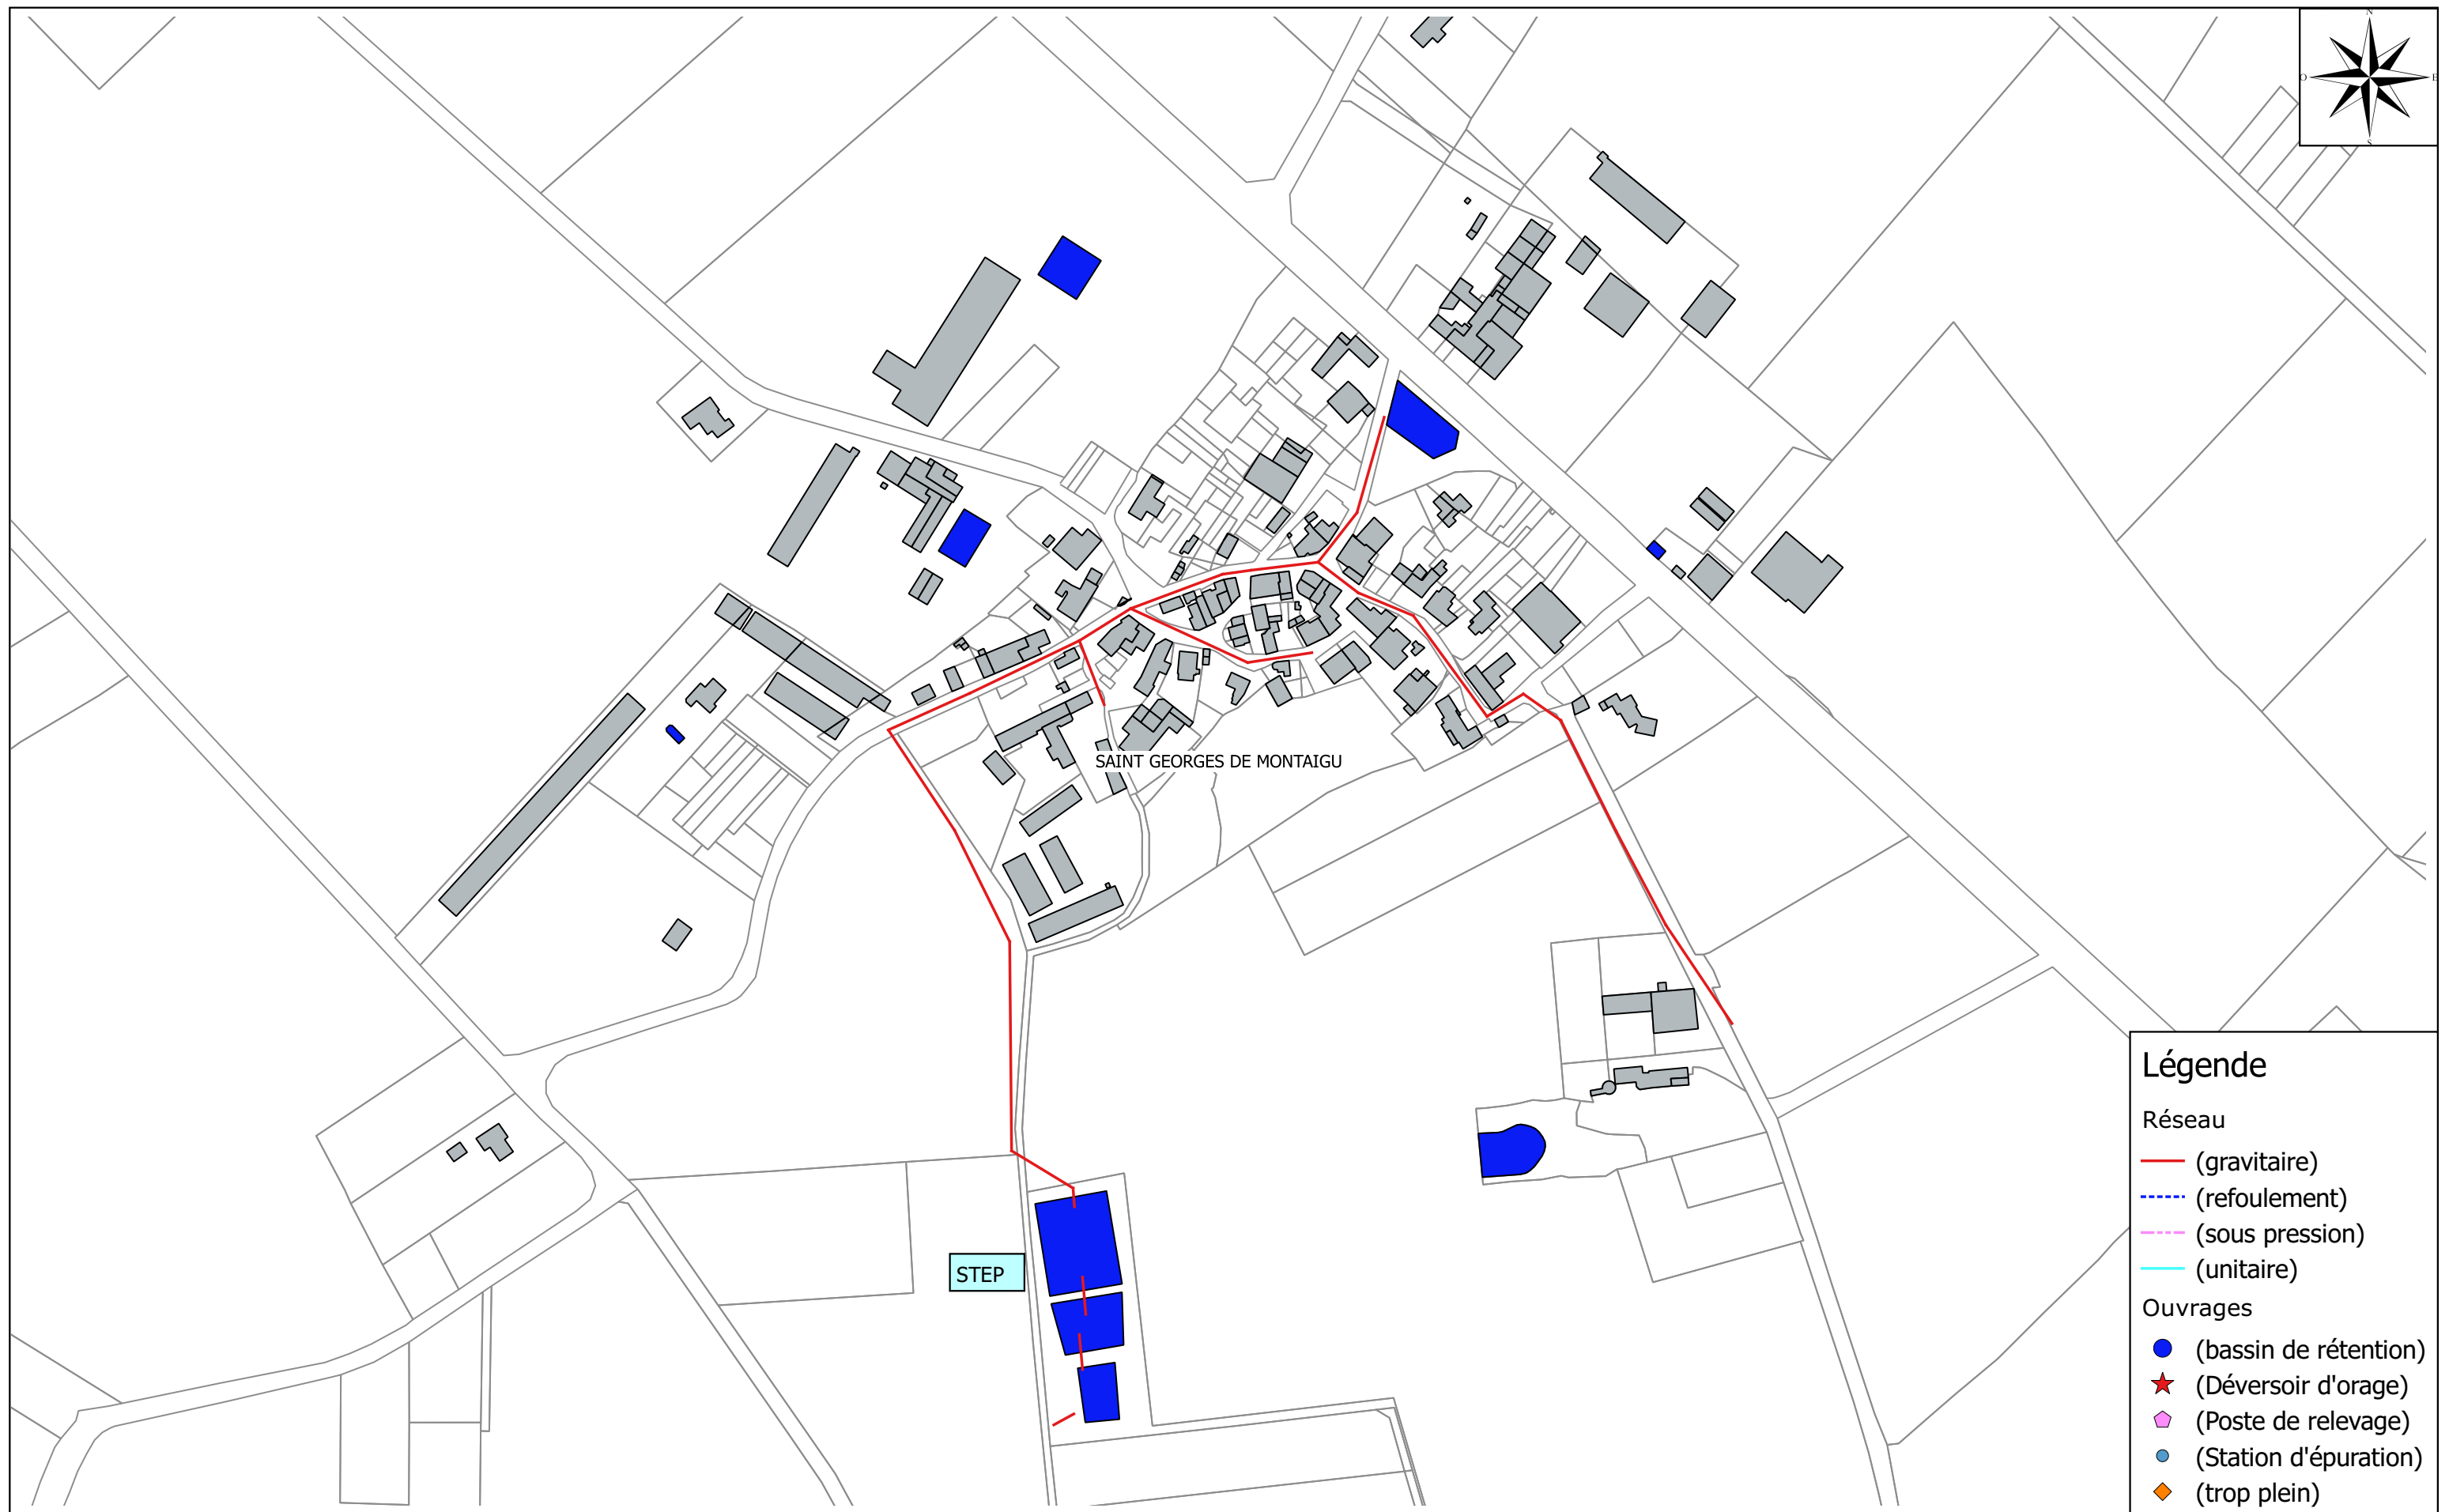 N
O
E
S
SAINT GEORGES DE MONTAIGU
STEP
Légende
Réseau
(gravitaire)
(refoulement)
(sous pression)
(unitaire)
Ouvrages
(bassin de rétention)
(Déversoir d'orage)
(Poste de relevage)
(Station d'épuration)
(trop plein)